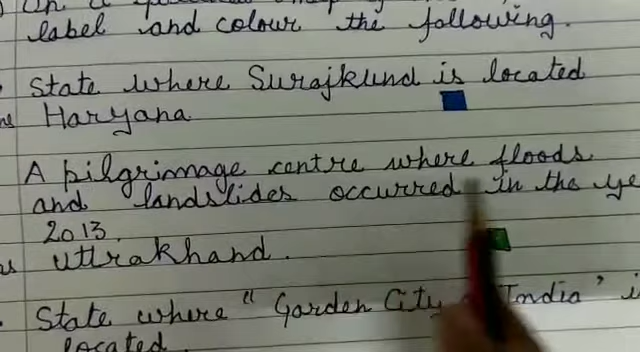 label and colour the following.
State where Surajkund is located
Haryana
A pilgrimage centre where floods
and landslides occurred in the ye
2013.
Uttrakhand.
State where "Garden City India' i
located